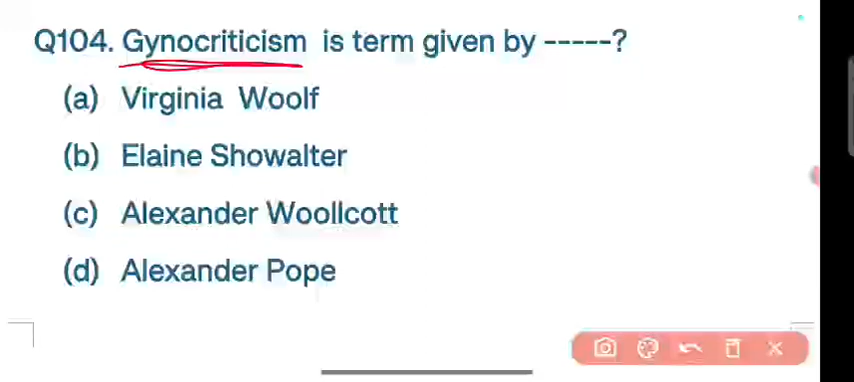 Q104. Gynocriticism is term given by -----?
(a) Virginia Woolf
(b) Elaine Showalter
(c) Alexander Woollcott
(d) Alexander Pope